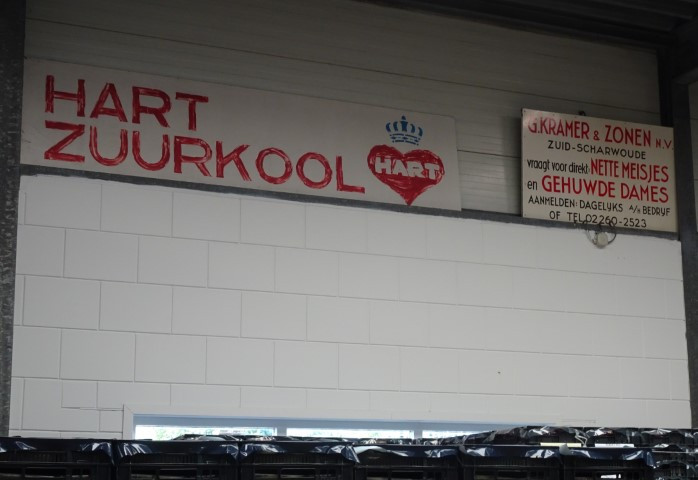 HART
ZUURKOOL
HART
G.KRAMER & ZONEN N.V
ZUID-SCHARWOUDE
vraagt voor direkt NETTE MEISJES
en GEHUWDE DAMES
AANMELDEN: DAGELIJKS A/H BEDRIJF
OF TEL. 02260-2523